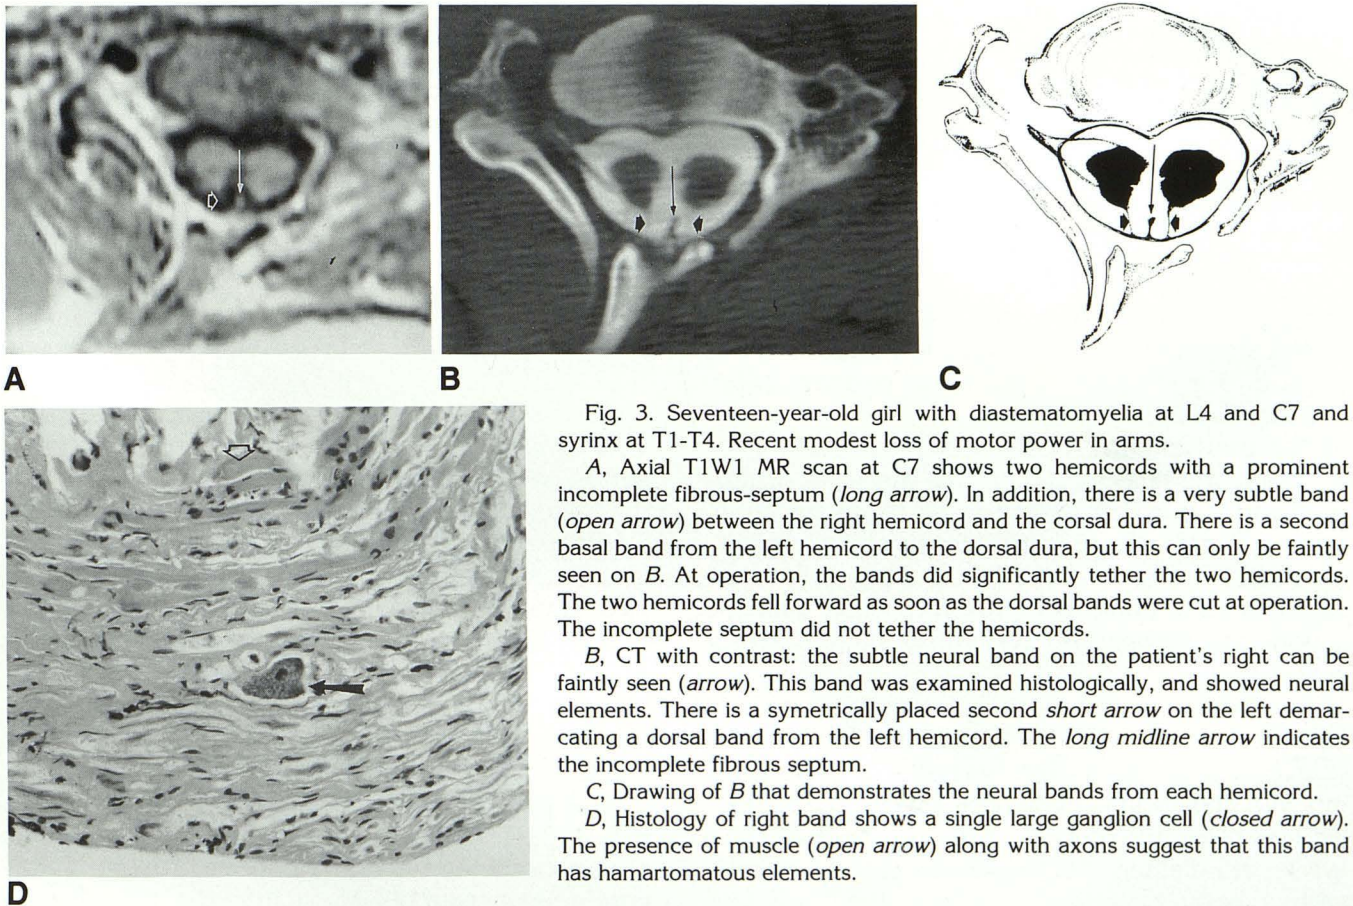 A
B
C
D
Fig. 3. Seventeen-year-old girl with diastematomyelia at L4 and C7 and
syrinx at T1-T4. Recent modest loss of motor power in arms.
A, Axial T1W1 MR scan at C7 shows two hemicords with a prominent
incomplete fibrous-septum (long arrow). In addition, there is a very subtle band
(open arrow) between the right hemicord and the corsal dura. There is a second
basal band from the left hemicord to the dorsal dura, but this can only be faintly
seen on B. At operation, the bands did significantly tether the two hemicords.
The two hemicords fell forward as soon as the dorsal bands were cut at operation.
The incomplete septum did not tether the hemicords.
B, CT with contrast: the subtle neural band on the patient's right can be
faintly seen (arrow). This band was examined histologically, and showed neural
elements. There is a symetrically placed second short arrow on the left demar-
cating a dorsal band from the left hemicord. The long midline arrow indicates
the incomplete fibrous septum.
C, Drawing of B that demonstrates the neural bands from each hemicord.
D, Histology of right band shows a single large ganglion cell (closed arrow).
The presence of muscle (open arrow) along with axons suggest that this band
has hamartomatous elements.